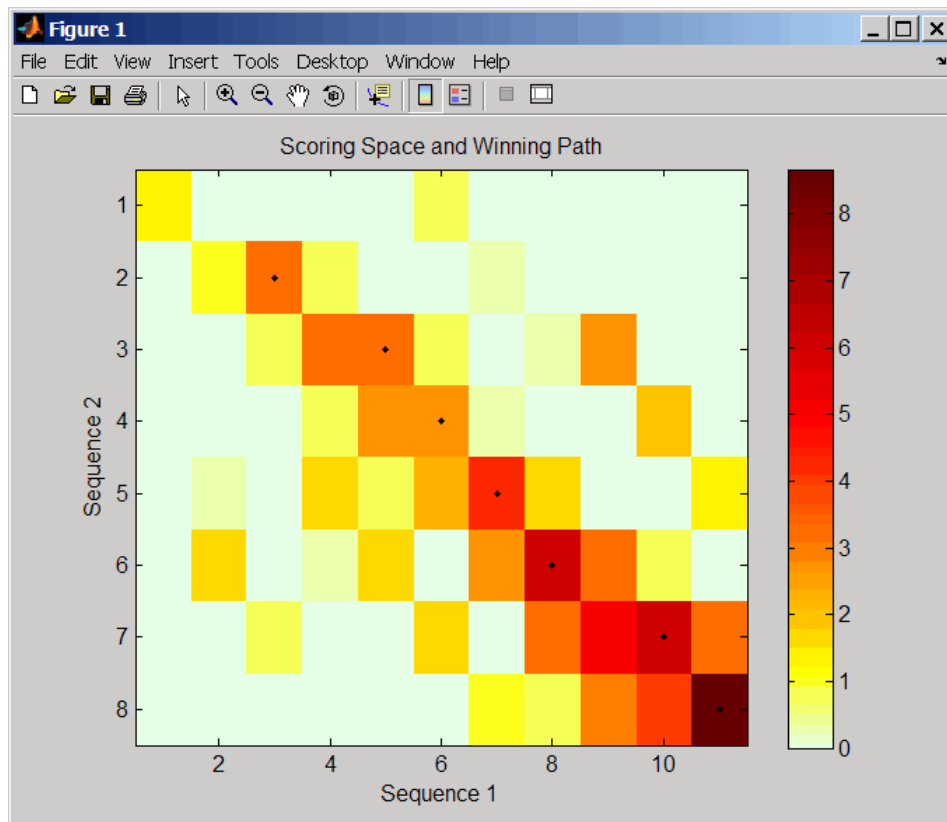 Figure 1
File Edit View Insert Tools Desktop Window Help
Scoring Space and Winning Path
1
2
3
4
5
6
7
8
Sequence 2
2 4 6 8 10
Sequence 1
8
7
6
5
4
3
2
1
0